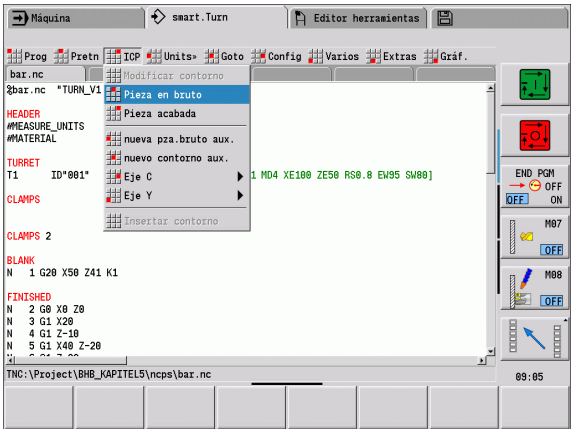 Máquina smart.Turn Editor herramientas
Prog Pretn ICP Units» Goto Config Varios Extras Gráf.
bar.nc
%bar.nc "TURN_V1
HEADER
#MEASURE_UNITS
#MATERIAL
TURRET
T1 ID"001" 1 MD4 XE100 ZE50 RS0.8 EW95 SW80]
CLAMPS
CLAMPS 2
BLANK
N 1 G20 X50 Z41 K1
FINISHED
N 2 G0 X0 Z0
N 3 G1 X20
N 4 G1 Z-10
N 5 G1 X40 Z-20
Modificar contorno
Pieza en bruto
Pieza acabada
nueva pza.bruto aux.
nuevo contorno aux.
Eje C
Eje Y
Insertar contorno
TNC:\Project\BHB_KAPITEL5\ncps\bar.nc
END PGM
OFF
OFF ON
M07
OFF
M08
OFF
09:05